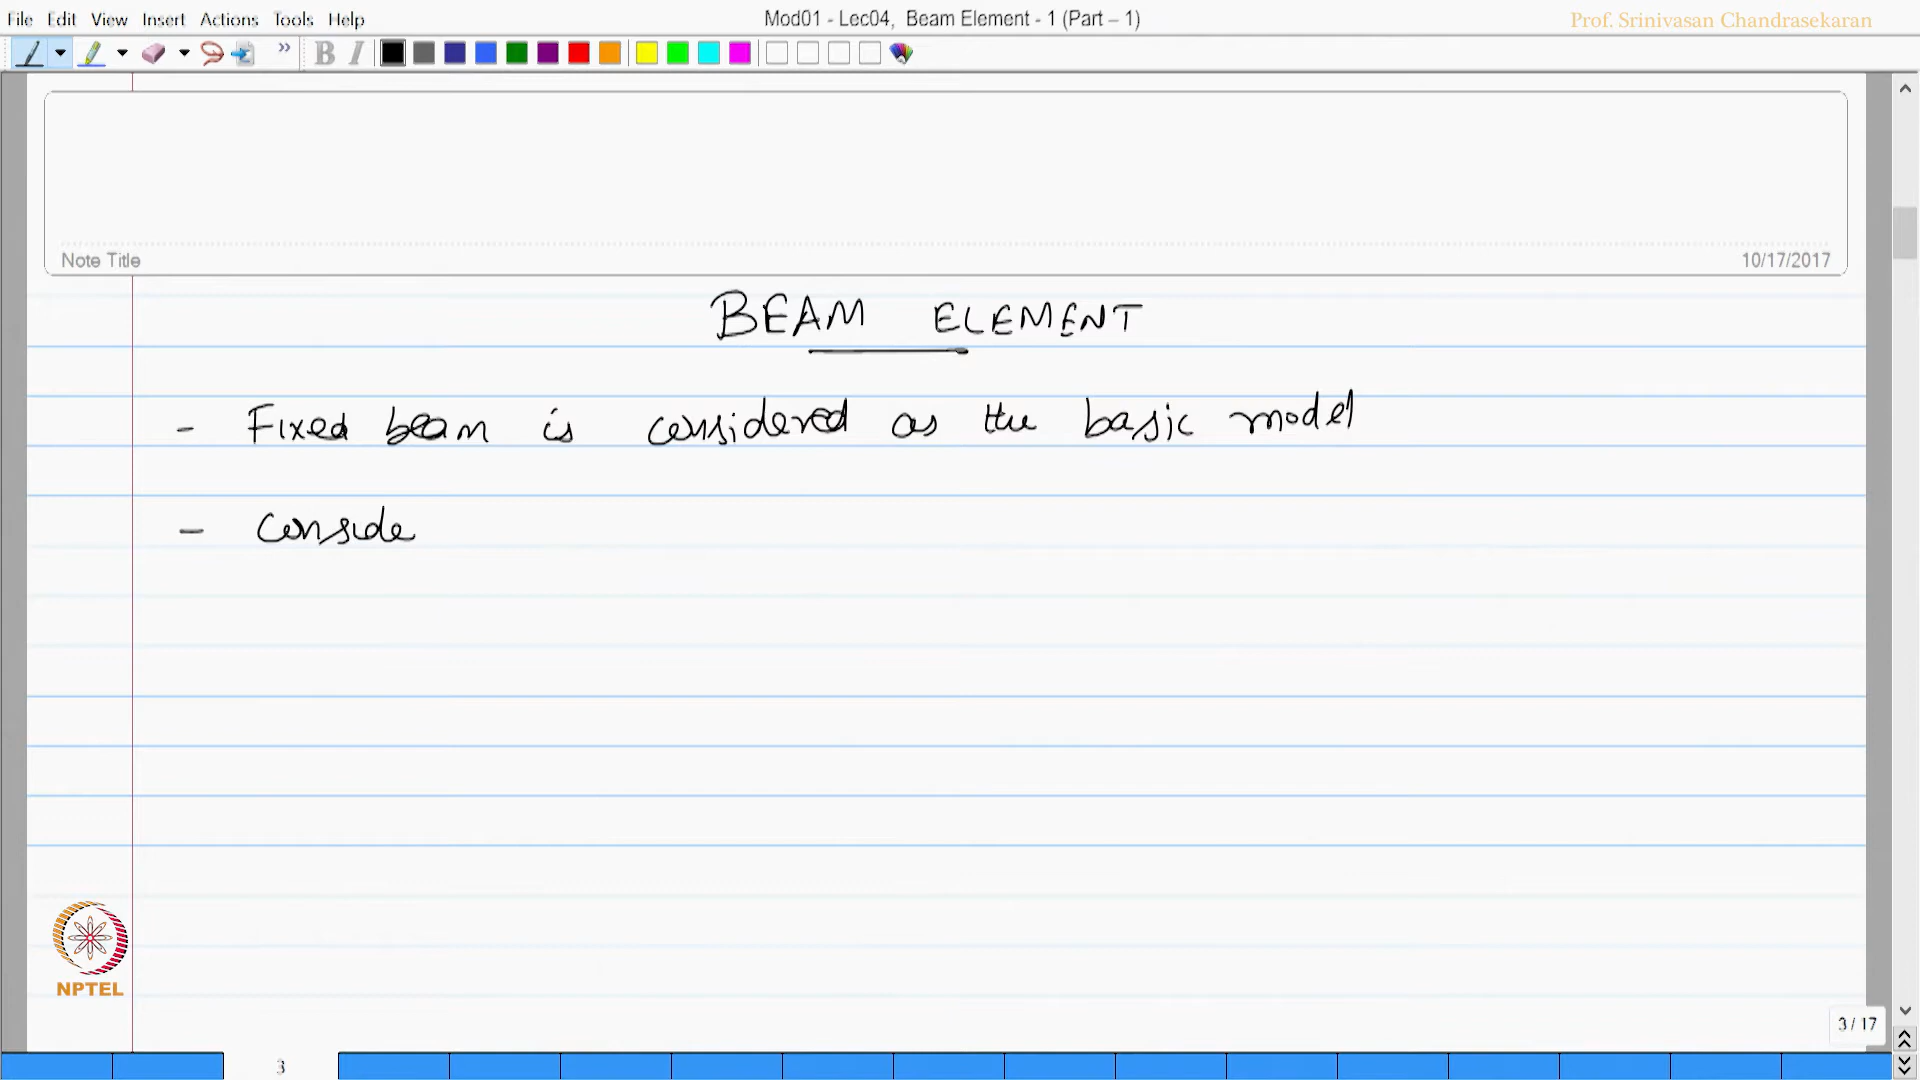 File Edit View Insert Actions Tools Help
Mod01 - Lec04, Beam Element - 1 (Part – 1)
Prof. Srinivasan Chandrasekaran
» B I
Note Title
10/17/2017
BEAM ELEMENT
- Fixed beam is considered as the basic model
- Conside
NPTEL
3 / 17
3